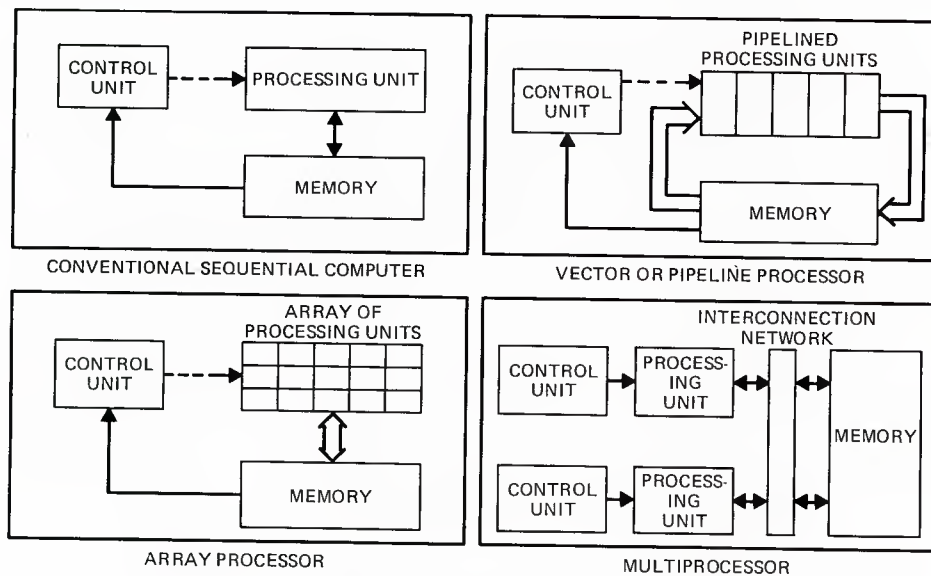 CONTROL
UNIT
PROCESSING UNIT
MEMORY
CONVENTIONAL SEQUENTIAL COMPUTER
PIPELINED
PROCESSING UNITS
CONTROL
UNIT
MEMORY
VECTOR OR PIPELINE PROCESSOR
ARRAY OF
PROCESSING UNITS
CONTROL
UNIT
MEMORY
ARRAY PROCESSOR
INTERCONNECTION
NETWORK
CONTROL
UNIT
PROCESS-
ING
UNIT
MEMORY
CONTROL
UNIT
PROCESS-
ING
UNIT
MULTIPROCESSOR